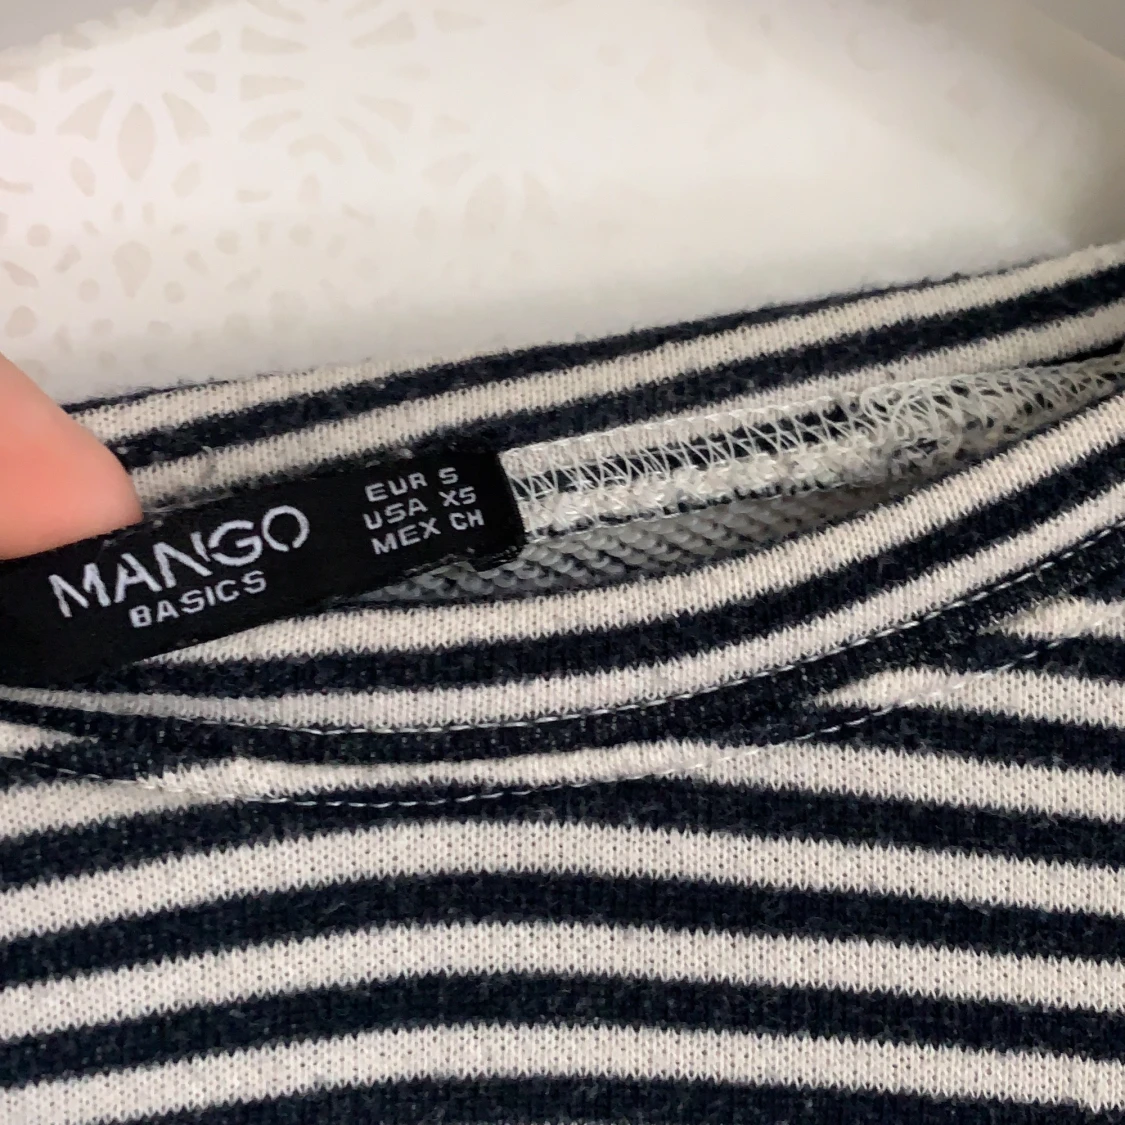 MANGO
BASICS
EUR S
USA XS
MEX CH